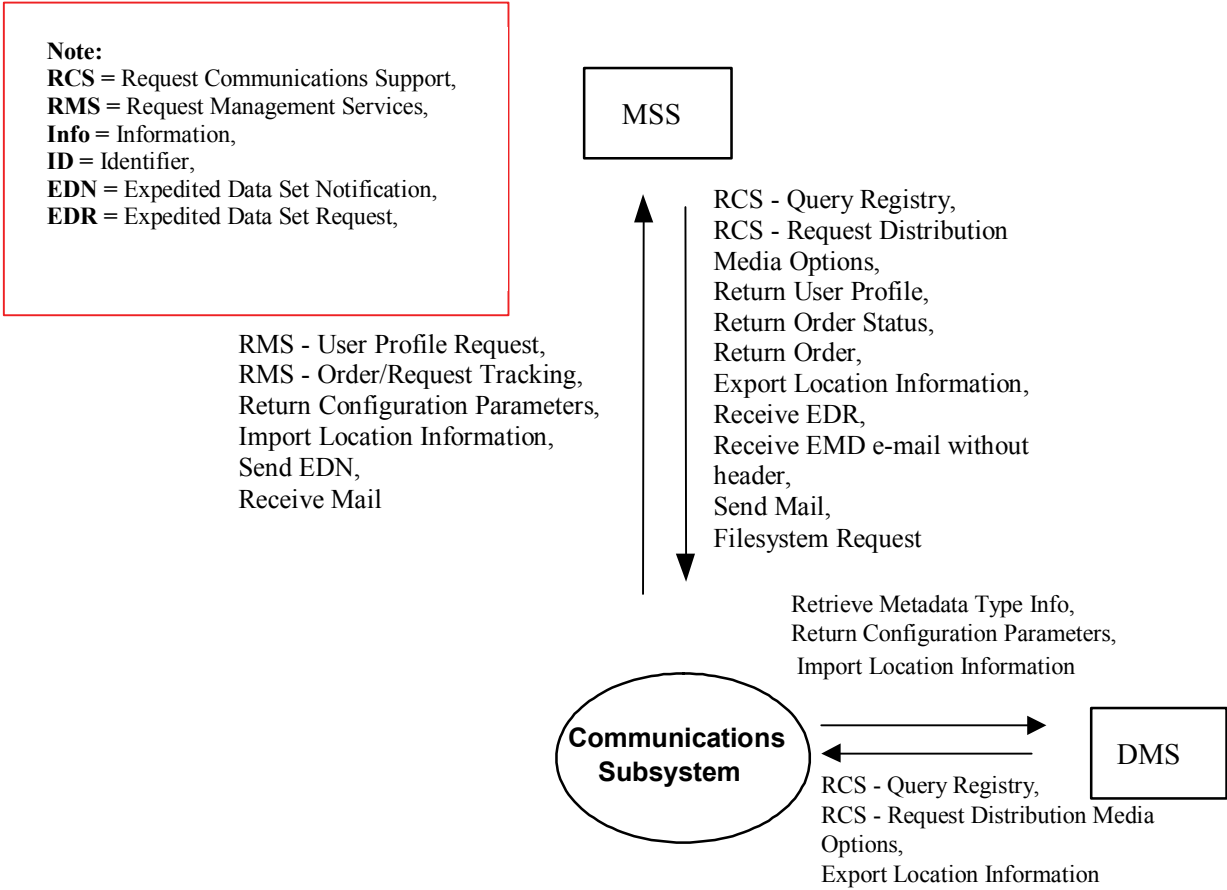 Note:
RCS = Request Communications Support,
RMS = Request Management Services,
Info = Information,
ID = Identifier,
EDN = Expedited Data Set Notification,
EDR = Expedited Data Set Request,
MSS
RCS - Query Registry,
RCS - Request Distribution
Media Options,
Return User Profile,
Return Order Status,
Return Order,
Export Location Information,
Receive EDR,
Receive EMD e-mail without
header,
Send Mail,
Filesystem Request
RMS - User Profile Request,
RMS - Order/Request Tracking,
Return Configuration Parameters,
Import Location Information,
Send EDN,
Receive Mail
Retrieve Metadata Type Info,
Return Configuration Parameters,
Import Location Information
Communications
Subsystem
DMS
RCS - Query Registry,
RCS - Request Distribution Media
Options,
Export Location Information